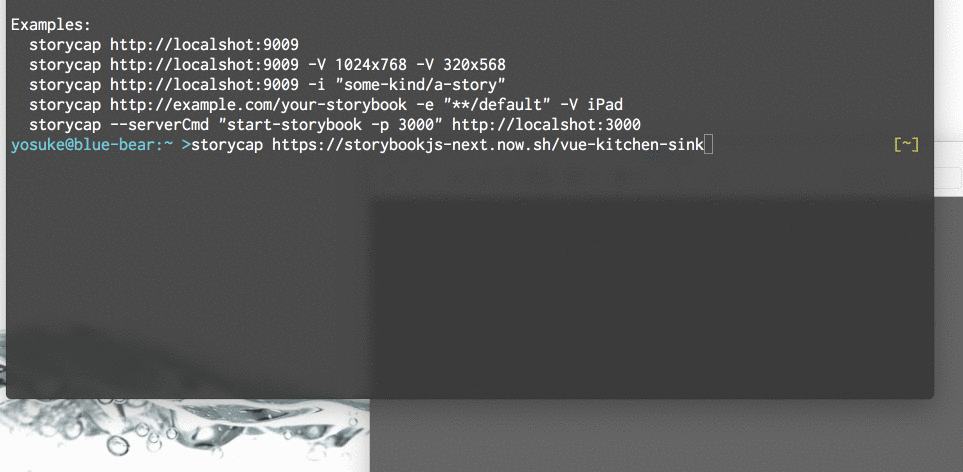 Examples:
storycap http://localshot:9009
storycap http://localshot:9009 -V 1024x768 -V 320x568
storycap http://localshot:9009 -i "some-kind/a-story"
storycap http://example.com/your-storybook -e "**/default" -V iPad
storycap --serverCmd "start-storybook -p 3000" http://localshot:3000
yosuke@blue-bear:~ >storycap https://storybookjs-next.now.sh/vue-kitchen-sink [~]